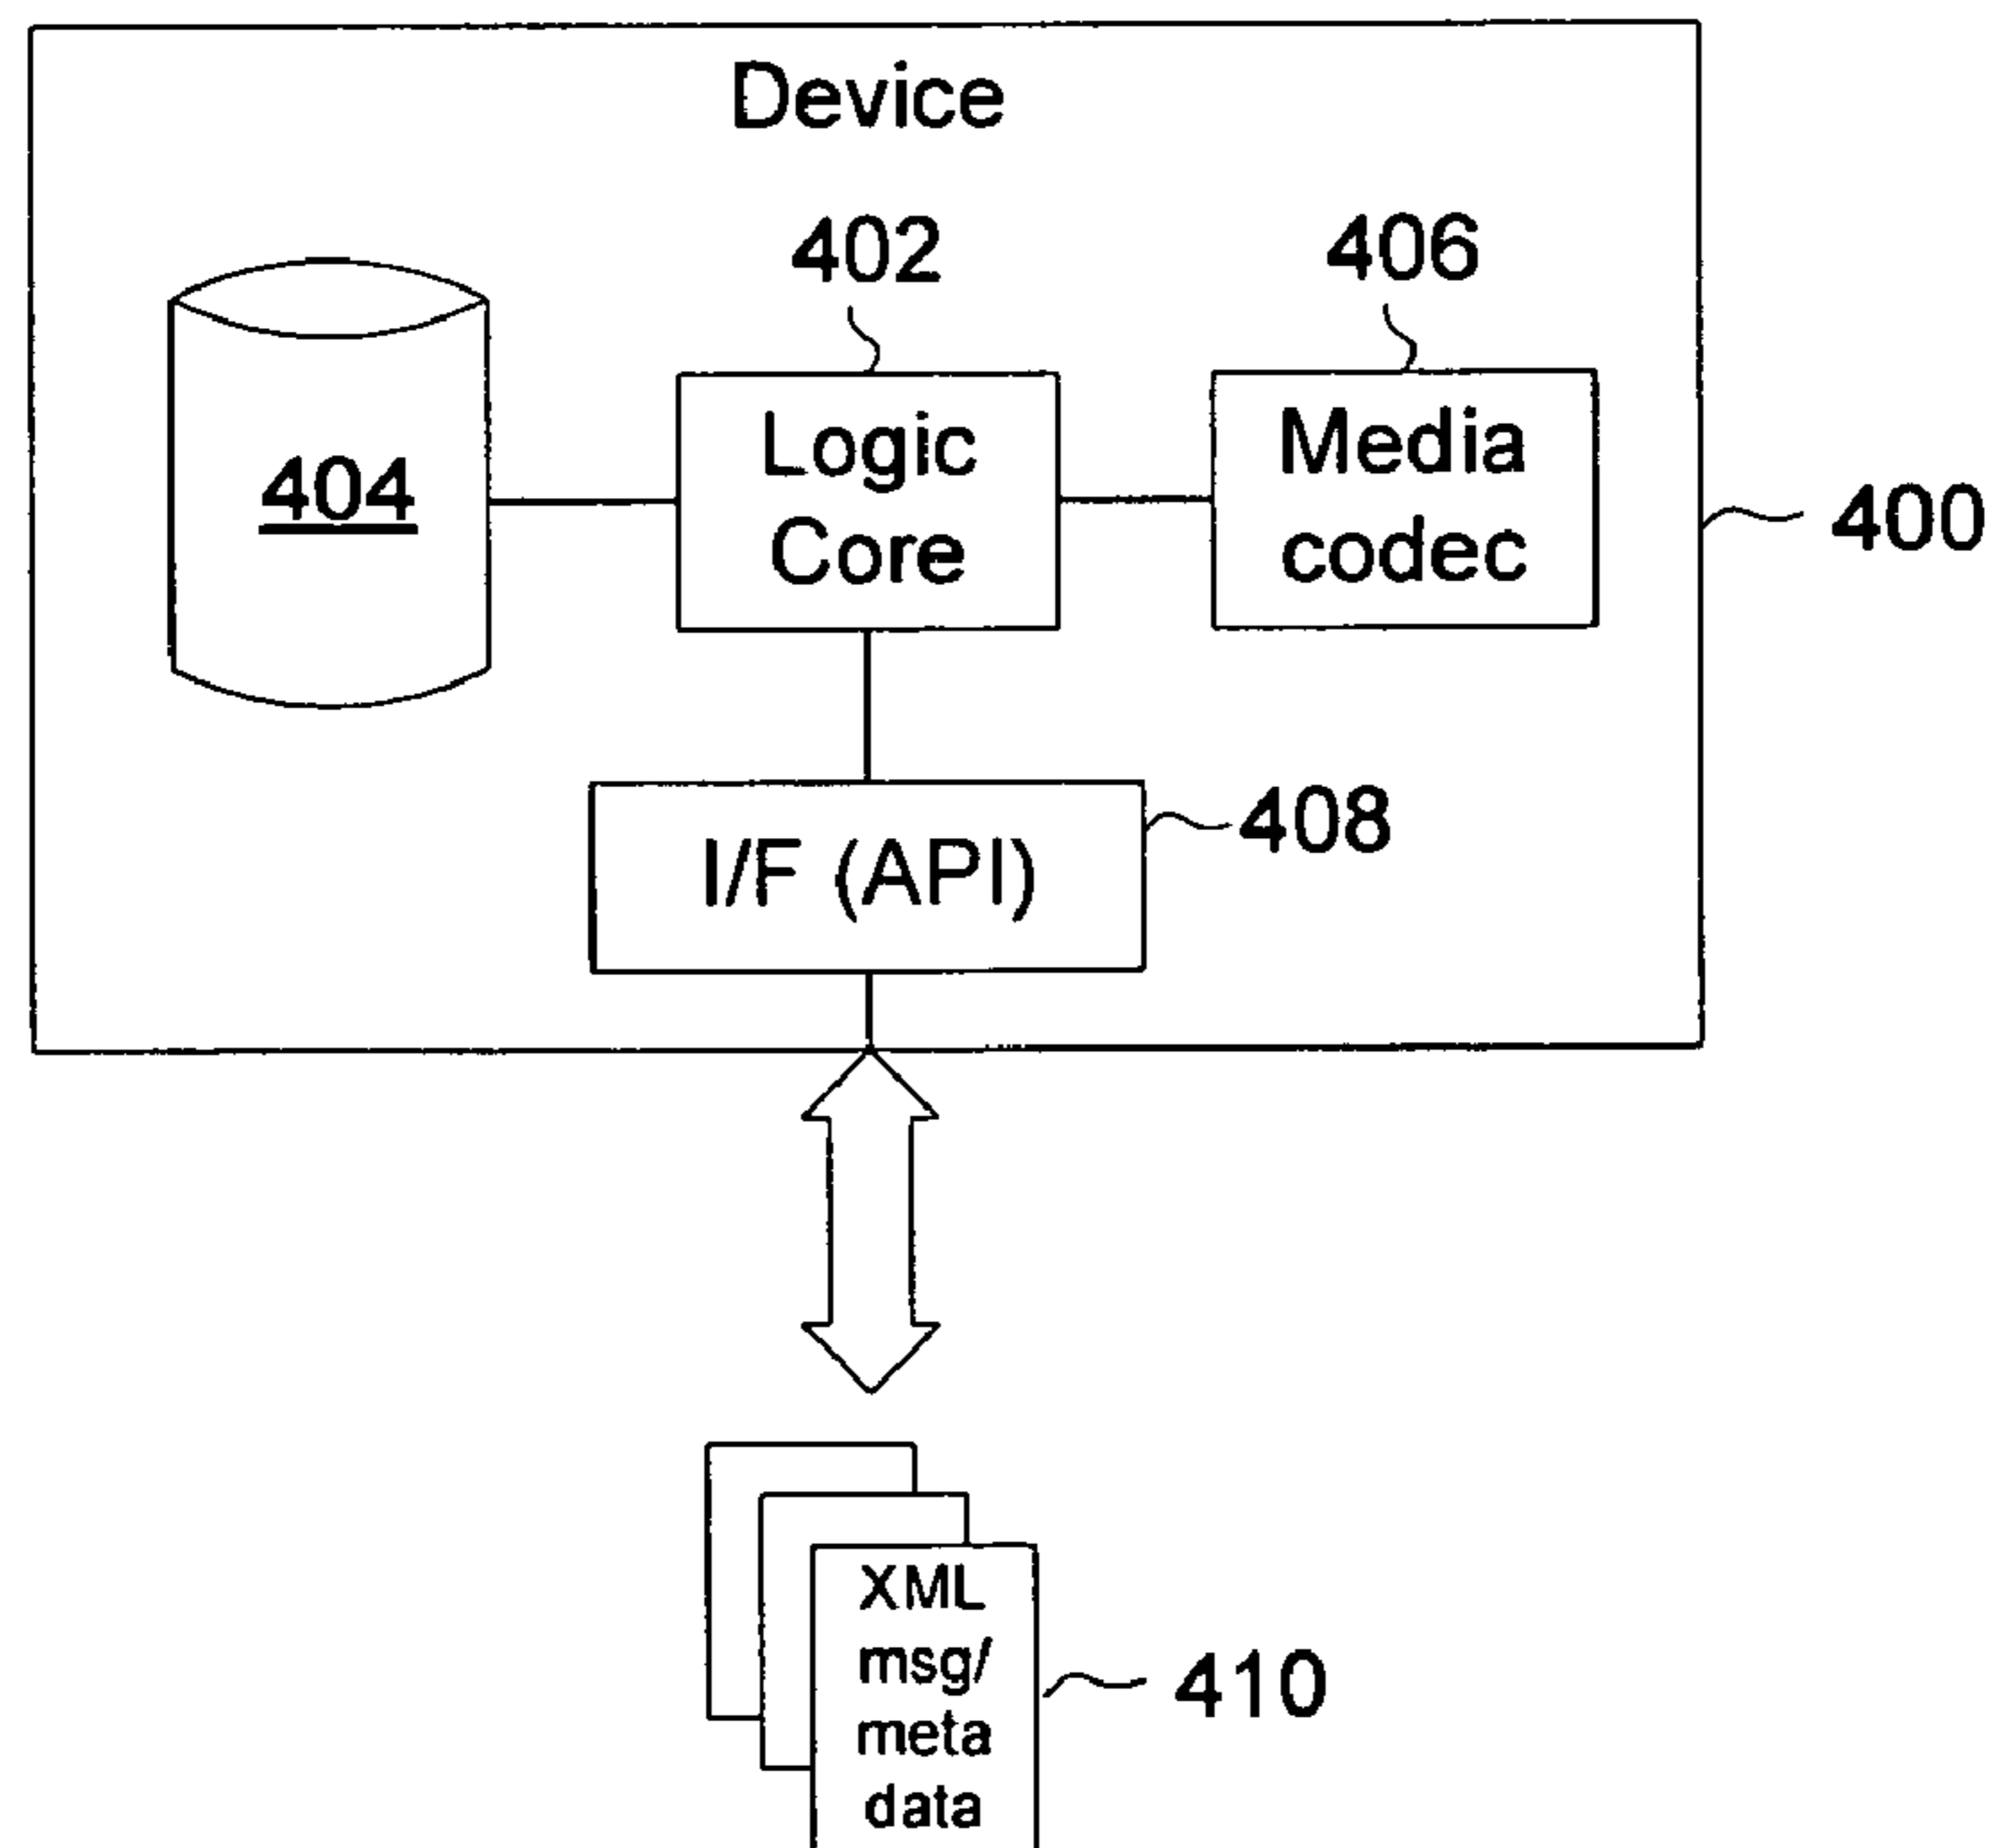 Device
402
406
404
Logic
Core
Media
codec
400
408
I/F (API)
XML
msg/
meta
data
410